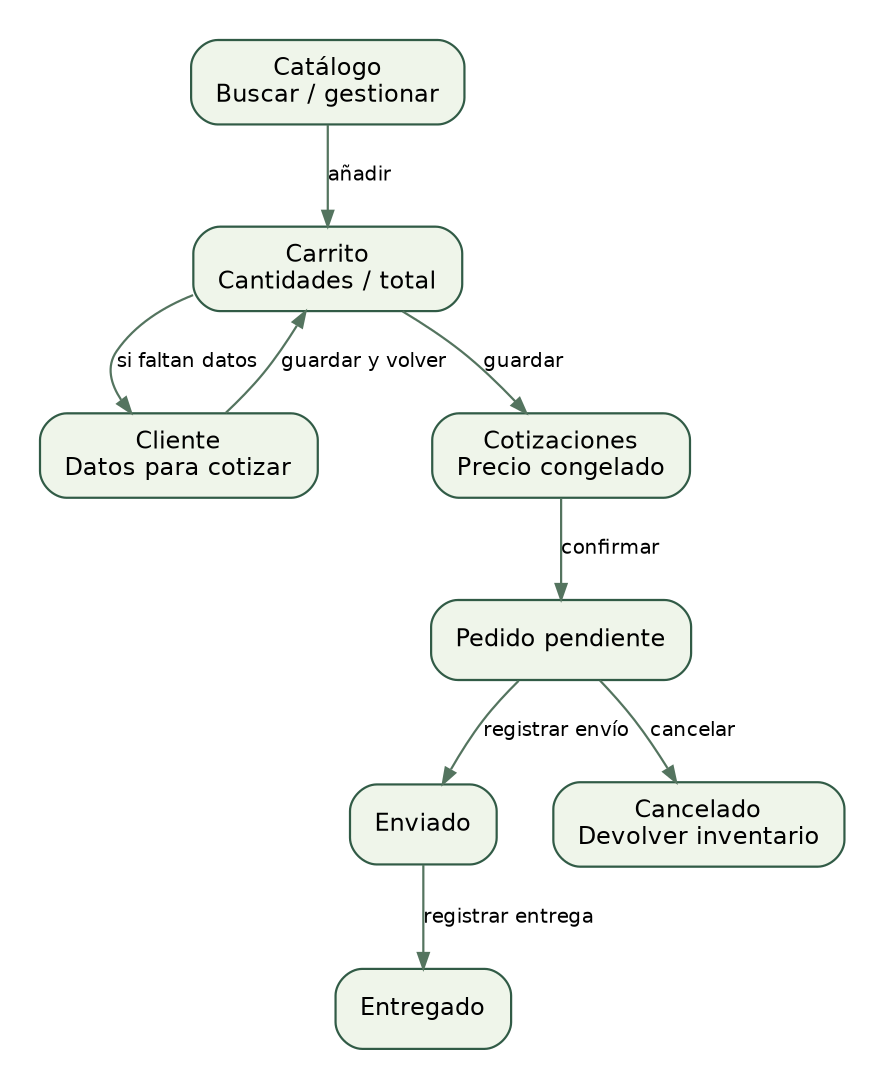 Catálogo
Buscar / gestionar
añadir
Carrito
Cantidades / total
si faltan datos
guardar y volver
guardar
Cliente
Datos para cotizar
Cotizaciones
Precio congelado
confirmar
Pedido pendiente
registrar envío
cancelar
Enviado
Cancelado
Devolver inventario
registrar entrega
Entregado